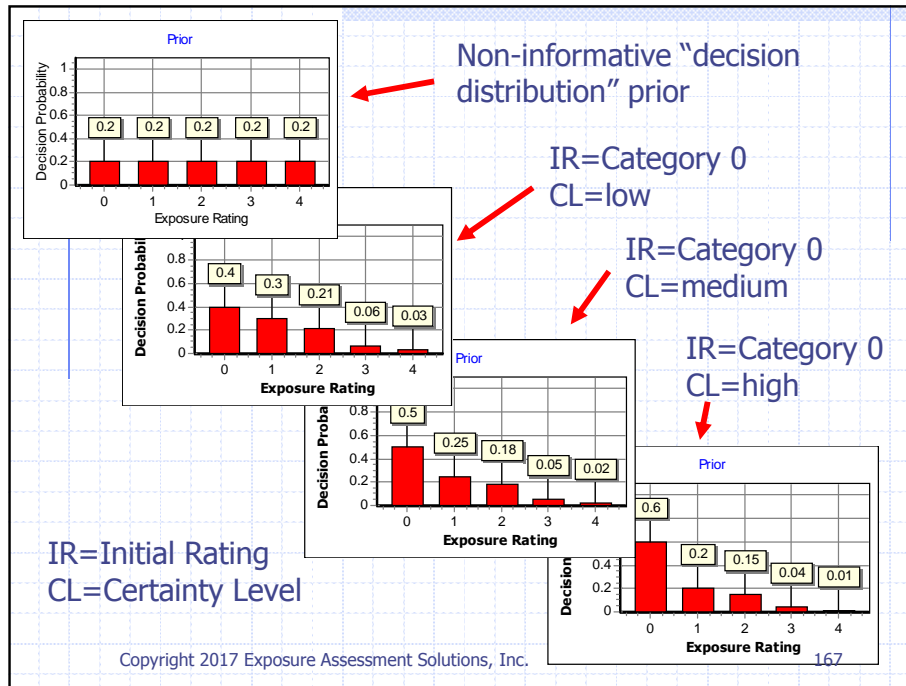 Prior
Decision Probability
1
0.8
0.6
0.4
0.2
0
0.2 0.2 0.2 0.2 0.2
0 1 2 3 4
Exposure Rating
Non-informative “decision
distribution” prior
IR=Category 0
CL=low
Decision Probabil
0.8
0.6
0.4
0.2
0
0.4 0.3 0.21 0.06 0.03
0 1 2 3 4
Exposure Rating
IR=Category 0
CL=medium
Prior
Decision Proba
0.8
0.6
0.4
0.2
0
0.5 0.25 0.18 0.05 0.02
0 1 2 3 4
Exposure Rating
IR=Category 0
CL=high
Prior
Decision
0.4
0.2
0
0.6 0.2 0.15 0.04 0.01
0 1 2 3 4
Exposure Rating
IR=Initial Rating
CL=Certainty Level
Copyright 2017 Exposure Assessment Solutions, Inc.
167